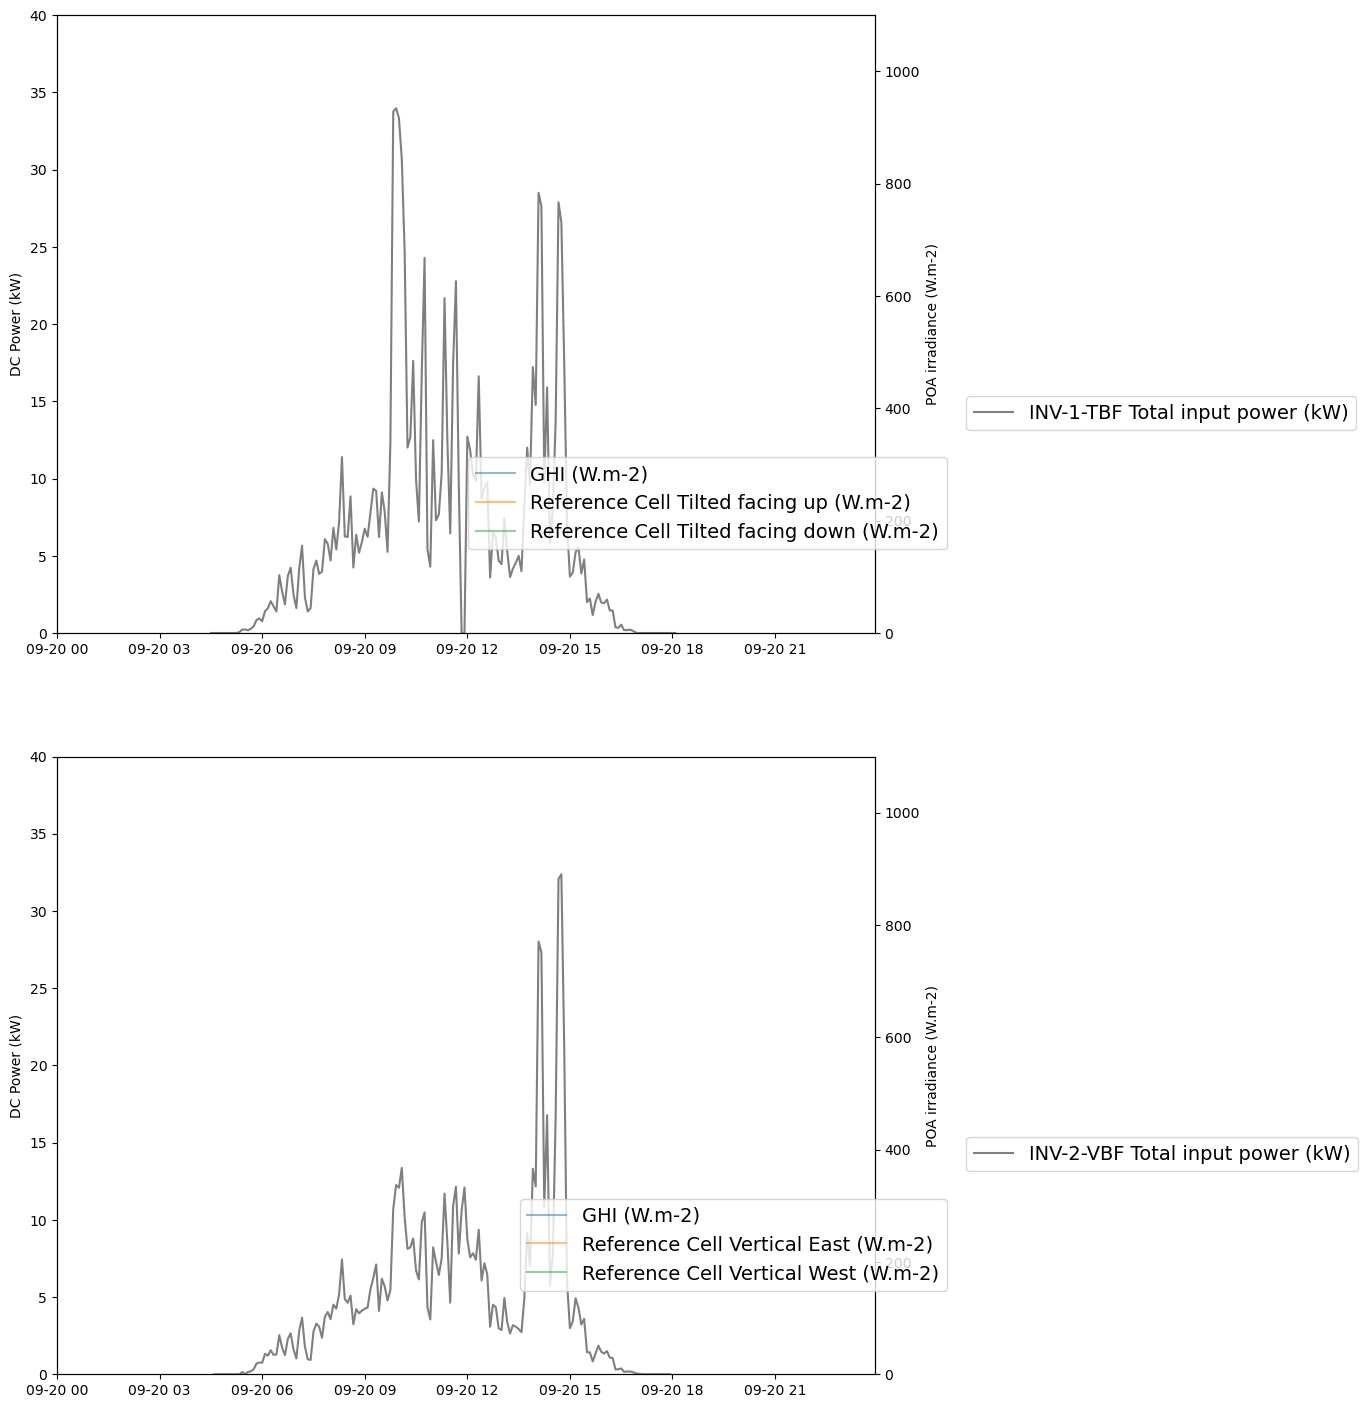 40
35
30
25
20
15
10
5
0
DC Power (kW)
1000
800
600
400
200
0
POA irradiance (W.m-2)
09-20 00 09-20 03 09-20 06 09-20 09 09-20 12 09-20 15 09-20 18 09-20 21
INV-1-TBF Total input power (kW)
GHI (W.m-2)
Reference Cell Tilted facing up (W.m-2)
Reference Cell Tilted facing down (W.m-2)
40
35
30
25
20
15
10
5
0
DC Power (kW)
1000
800
600
400
200
0
POA irradiance (W.m-2)
09-20 00 09-20 03 09-20 06 09-20 09 09-20 12 09-20 15 09-20 18 09-20 21
INV-2-VBF Total input power (kW)
GHI (W.m-2)
Reference Cell Vertical East (W.m-2)
Reference Cell Vertical West (W.m-2)